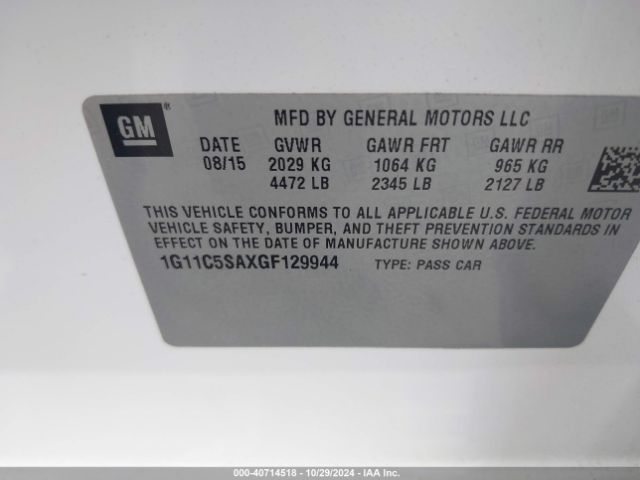 GM ®
MFD BY GENERAL MOTORS LLC
DATE GVWR GAWR FRT GAWR RR
08/15 2029 KG 1064 KG 965 KG
4472 LB 2345 LB 2127 LB
THIS VEHICLE CONFORMS TO ALL APPLICABLE U.S. FEDERAL MOTOR
VEHICLE SAFETY, BUMPER, AND THEFT PREVENTION STANDARDS IN
EFFECT ON THE DATE OF MANUFACTURE SHOWN ABOVE.
1G11C5SAXGF129944 TYPE: PASS CAR
000-40714518 - 10/29/2024 - IAA Inc.